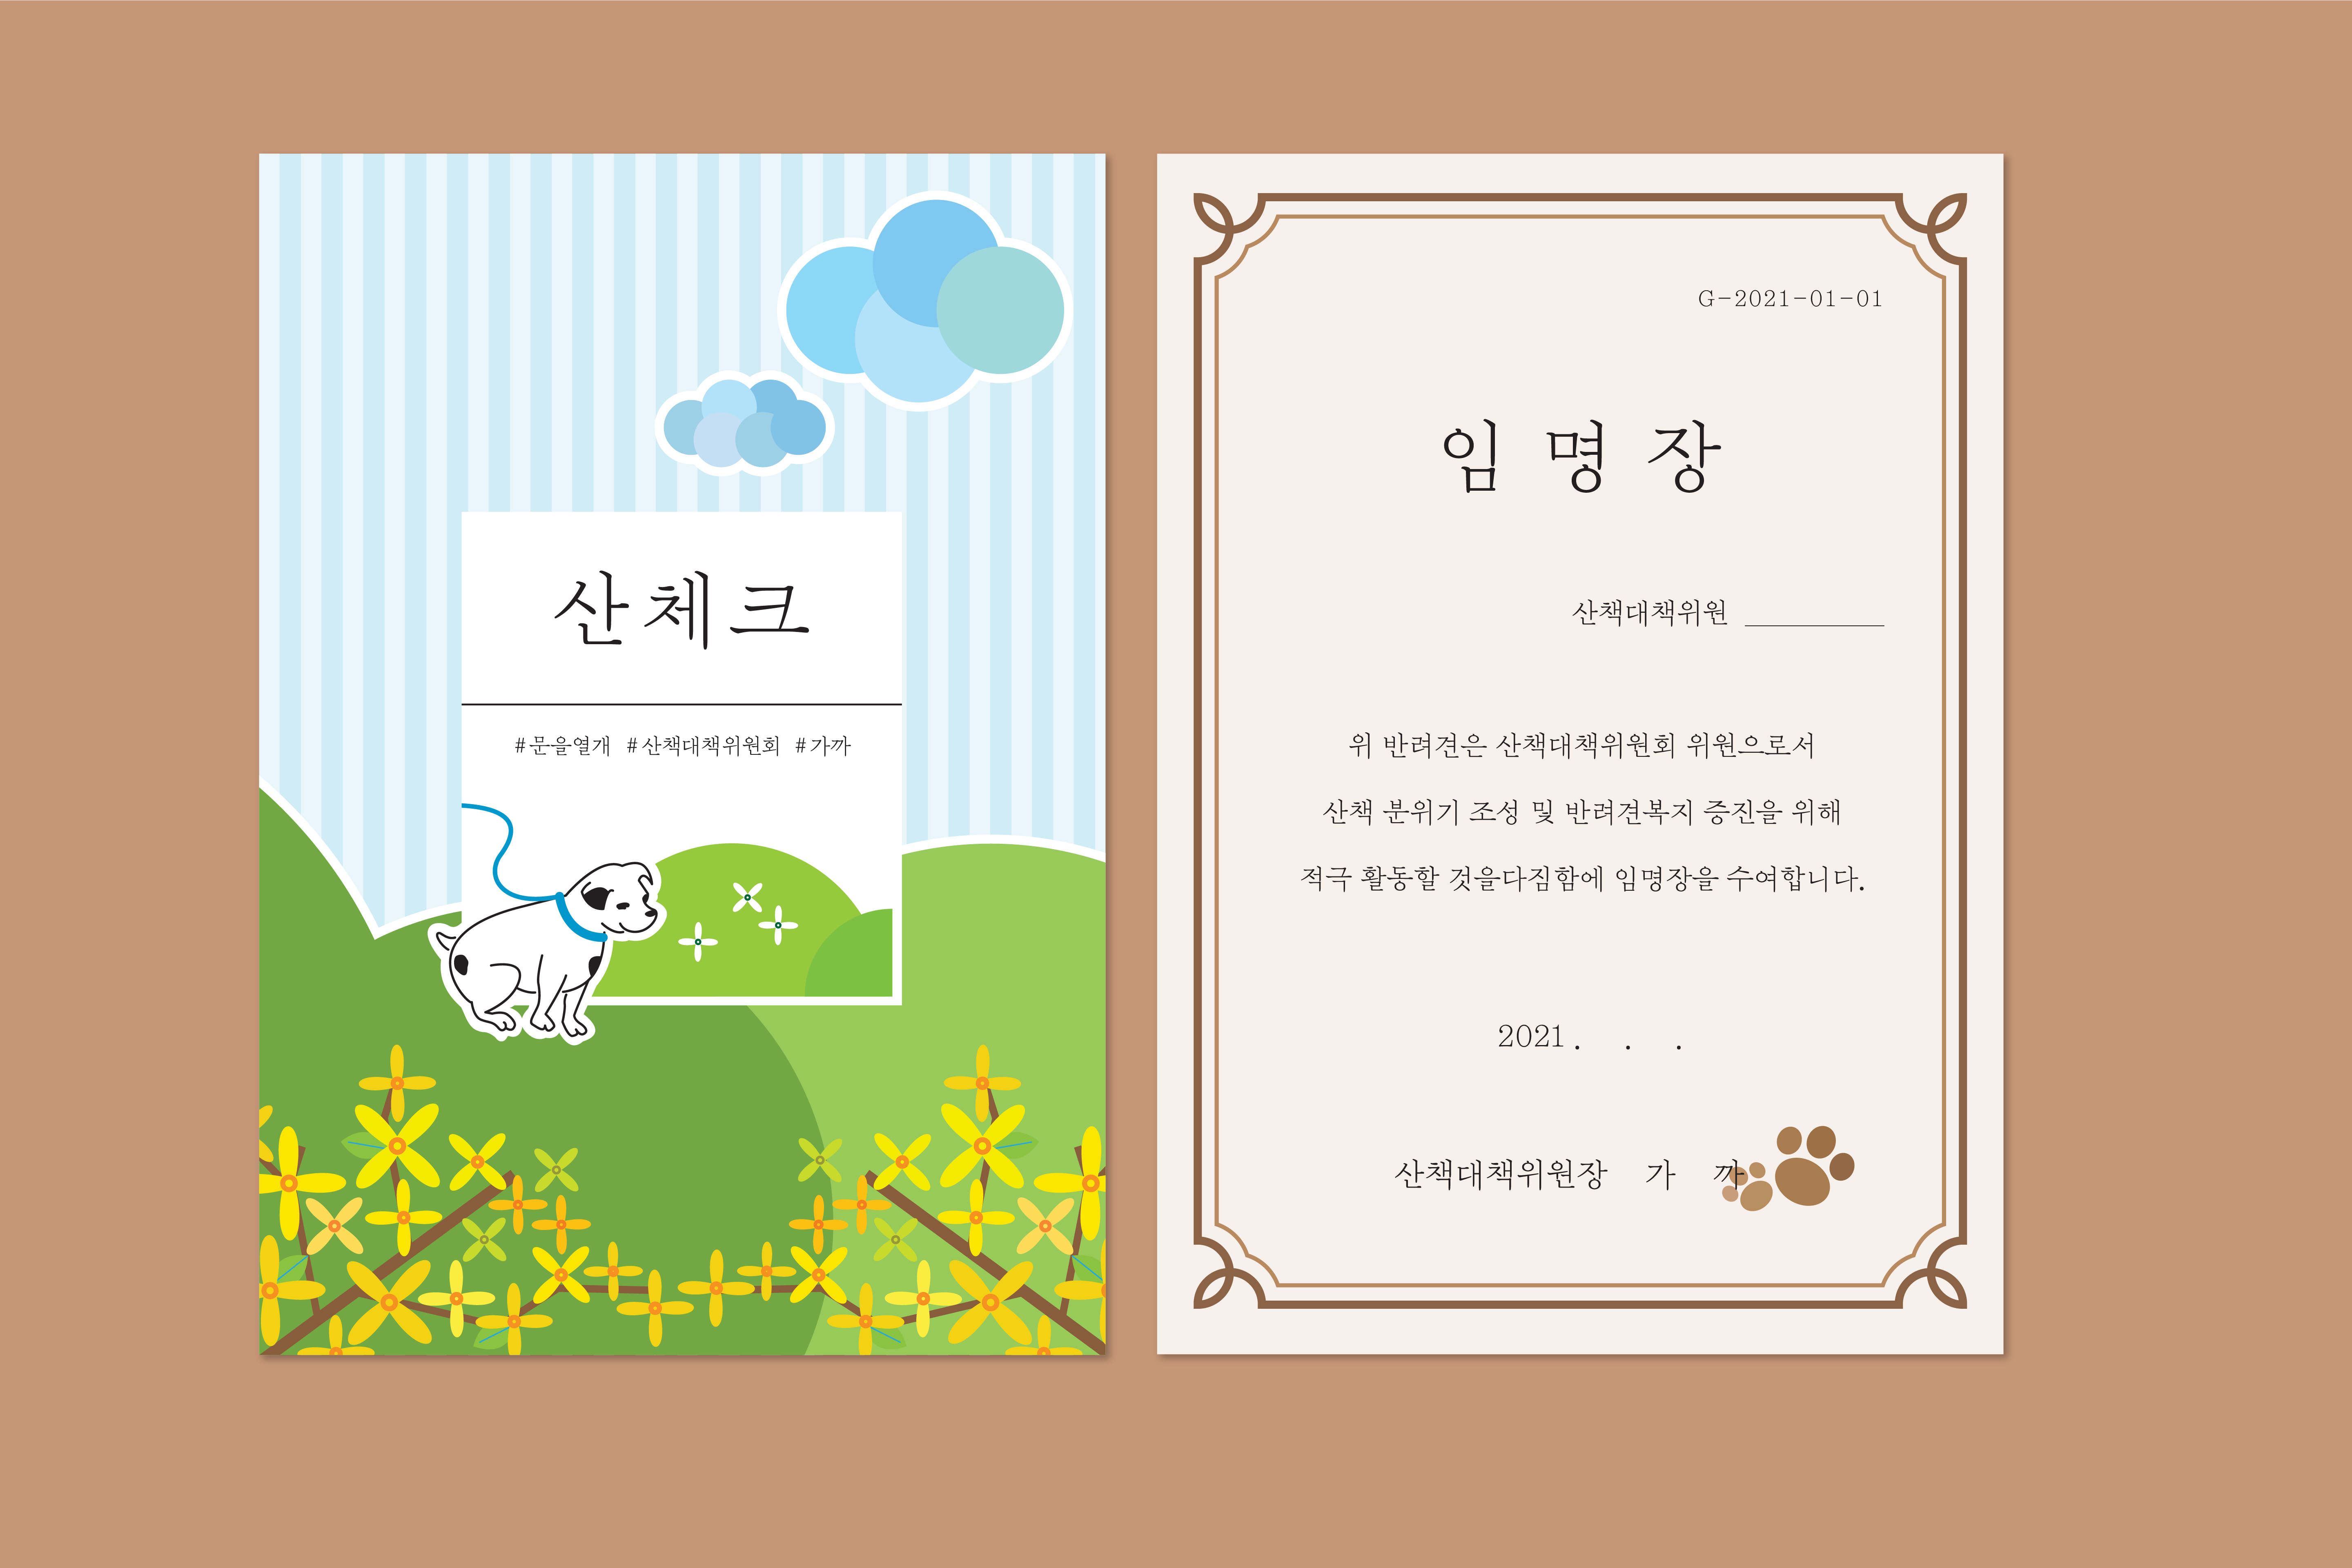 산체크
#문을열개 #산책대책위원회 #가까
G-2021-01-01
임 명 장
산책대책위원 __________
위 반려견은 산책대책위원회 위원으로서
산책 분위기 조성 및 반려견복지 증진을 위해
적극 활동할 것을다짐함에 임명장을 수여합니다.
2021 . . .
산책대책위원장 가 까